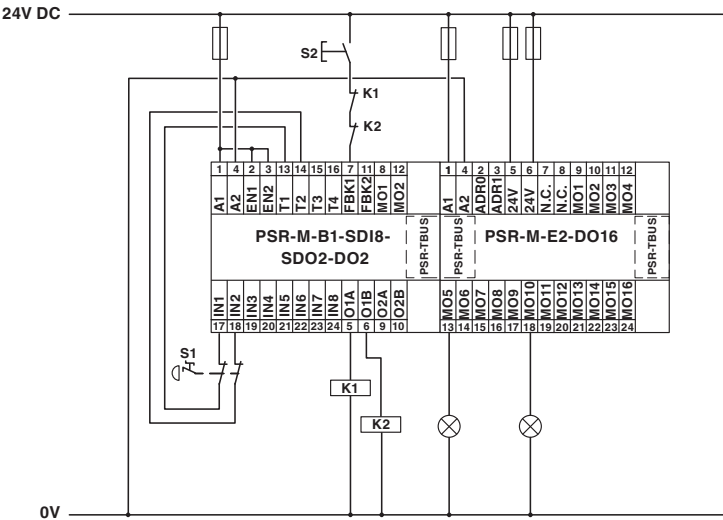 24V DC
S2
K1
K2
1 4 2 3 13 14 15 16 7 11 8 12
A1 A2 EN1 EN2 T1 T2 T3 T4 FBK1 FBK2 MO1 MO2
1 4 2 3 5 6 7 8 9 10 11 12
A1 A2 ADR0 ADR1 24V 24V N.C. N.C. MO1 MO2 MO3 MO4
PSR-M-B1-SDI8-
SDO2-DO2
PSR-TBUS
PSR-TBUS
PSR-M-E2-DO16
PSR-TBUS
IN1 IN2 IN3 IN4 IN5 IN6 IN7 IN8 O1A O1B O2A O2B
17 18 19 20 21 22 23 24 5 6 9 10
MO5 MO6 MO7 MO8 MO9 MO10 MO11 MO12 MO13 MO14 MO15 MO16
13 14 15 16 17 18 19 20 21 22 23 24
S1
K1
K2
0V